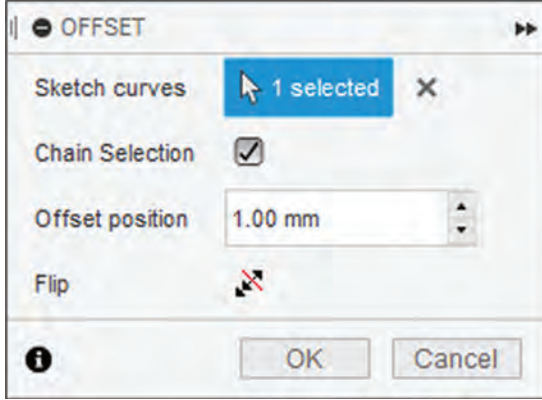 OFFSET
Sketch curves 1 selected
Chain Selection
Offset position 1.00 mm
Flip
OK Cancel